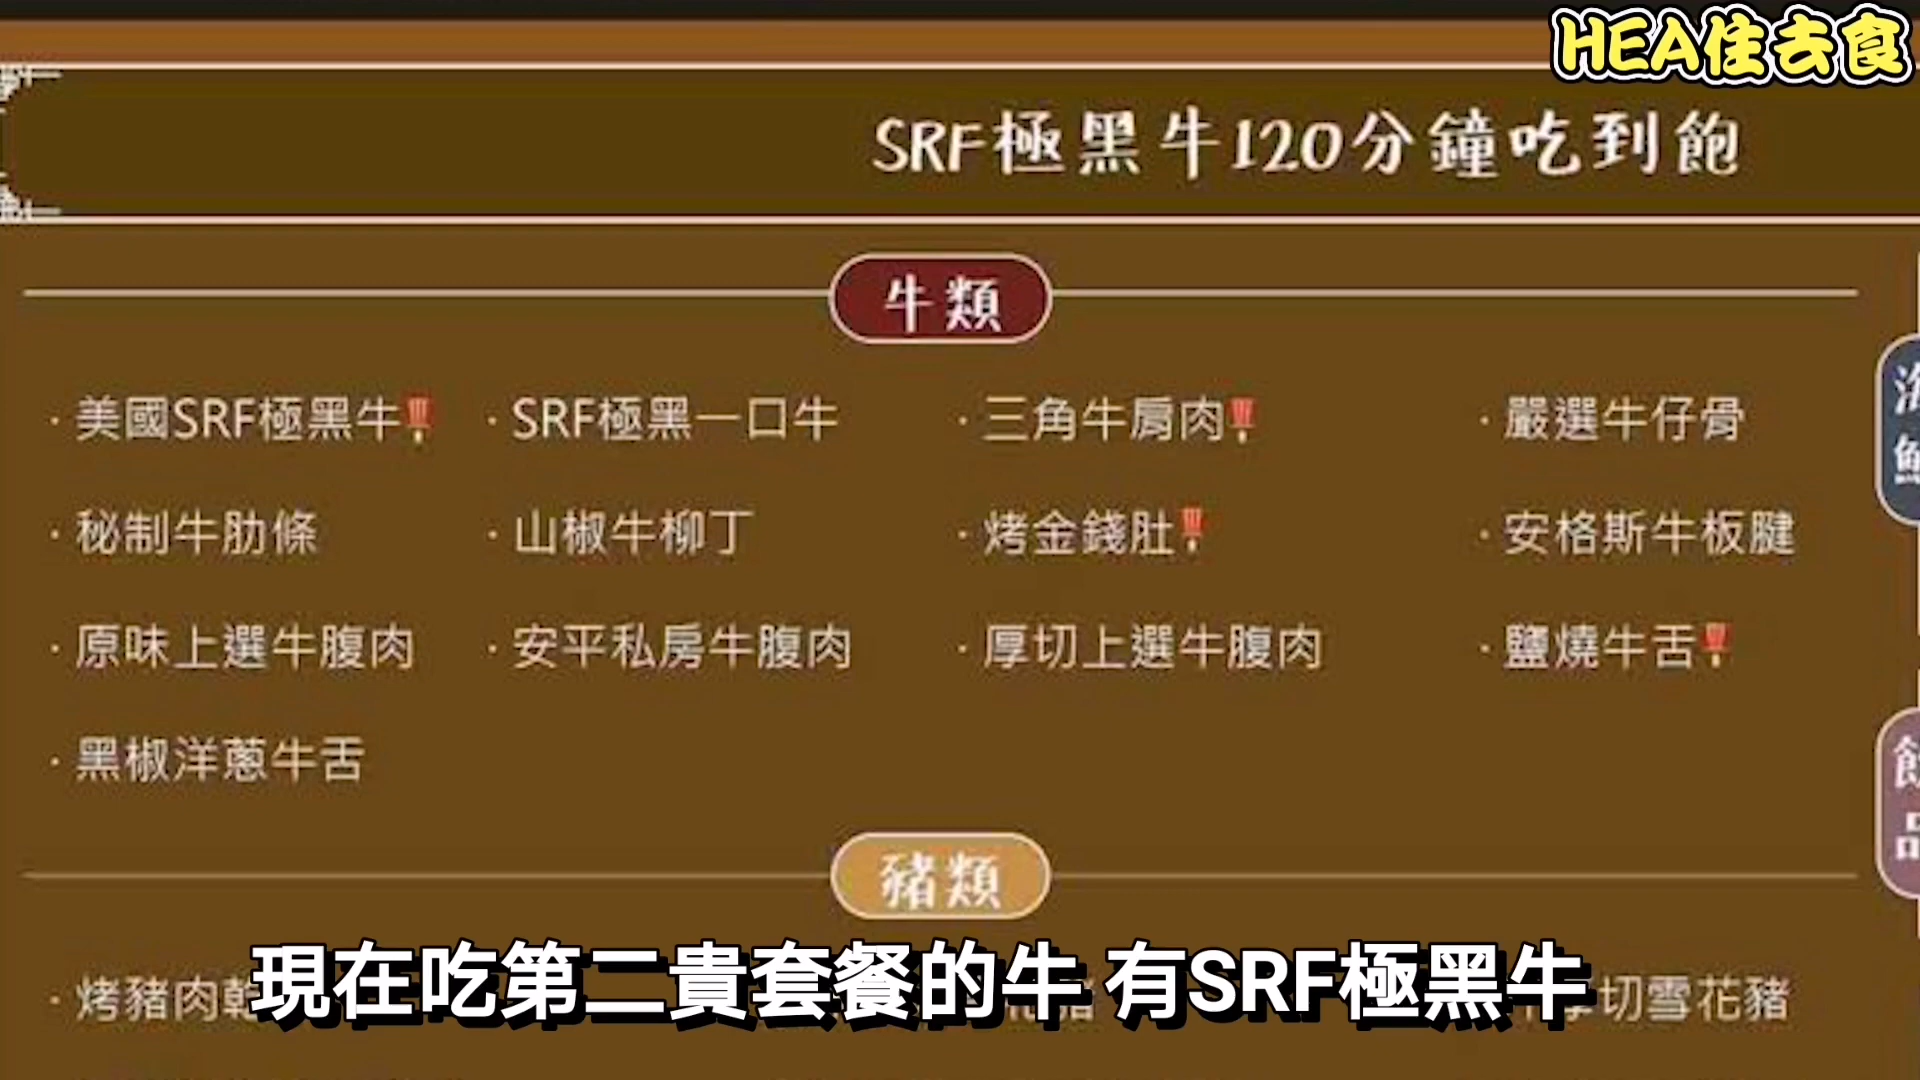 HEA住去食
SRF極黑牛120分鐘吃到飽
牛類
· 美國SRF極黑牛 · SRF極黑一口牛 · 三角牛肩肉 · 嚴選牛仔骨
· 秘制牛肋條 · 山椒牛柳丁 · 烤金錢肚 · 安格斯牛板腱
· 原味上選牛腹肉 · 安平私房牛腹肉 · 厚切上選牛腹肉 · 鹽燒牛舌
· 黑椒洋蔥牛舌
豬類
· 烤豬肉 切雪花豬
現在吃第二貴套餐的牛 有SRF極黑牛